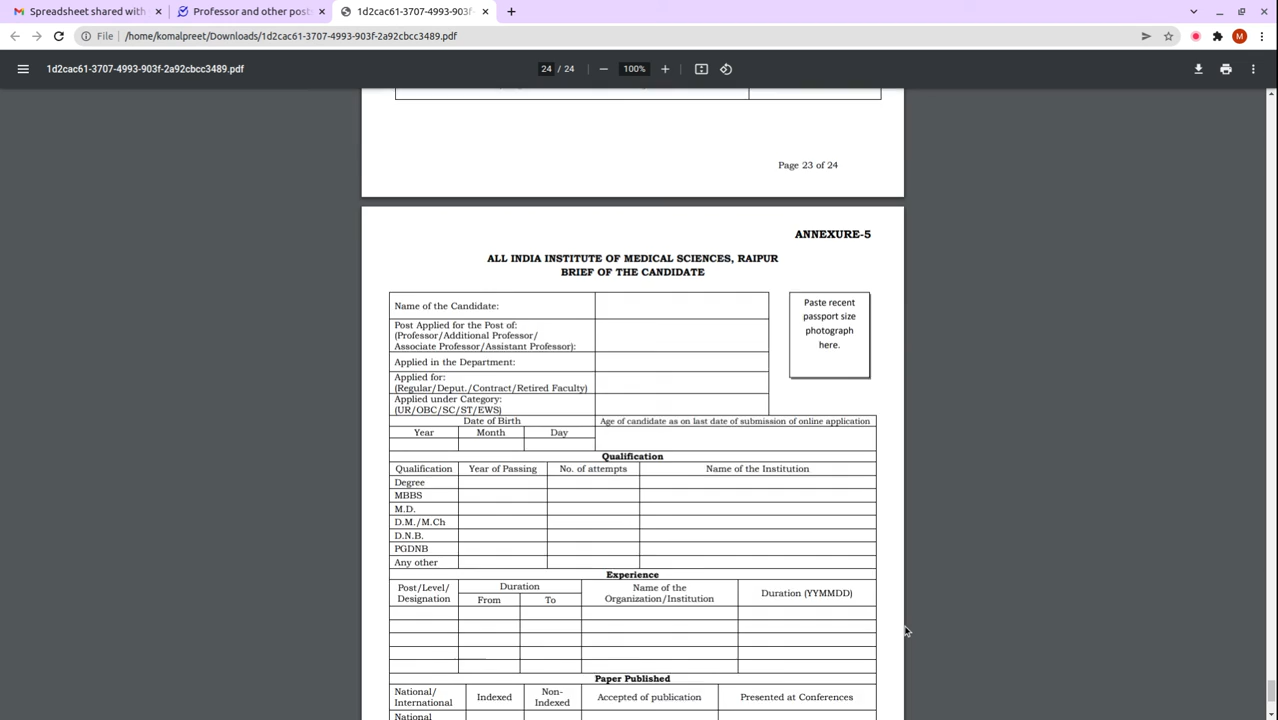 Spreadsheet shared with
Professor and other post
1d2cac61-3707-4993-903f
File
/home/komalpreet/Downloads/1d2cac61-3707-4993-903f-2a92cbcc3489.pdf
M
1d2cac61-3707-4993-903f-2a92cbcc3489.pdf
24 / 24
100%
Page 23 of 24
ANNEXURE-5
ALL INDIA INSTITUTE OF MEDICAL SCIENCES, RAIPUR
BRIEF OF THE CANDIDATE
Name of the Candidate:
Paste recent
passport size
photograph
here.
Post Applied for the Post of:
(Professor/Additional Professor/
Associate Professor/Assistant Professor):
Applied in the Department:
Applied for:
(Regular/Deput./Contract/Retired Faculty)
Applied under Category:
(UR/OBC/SC/ST/EWS)
Date of Birth
Age of candidate as on last date of submission of online application
Year Month Day
Qualification
Qualification Year of Passing No. of attempts Name of the Institution
Degree
MBBS
M.D.
D.M./M.Ch
D.N.B.
PGDNB
Any other
Experience
Post/Level/
Designation
Duration
From To
Name of the
Organization/Institution
Duration (YYMMDD)
Paper Published
National/
International
Indexed
Non-
Indexed
Accepted of publication
Presented at Conferences
National